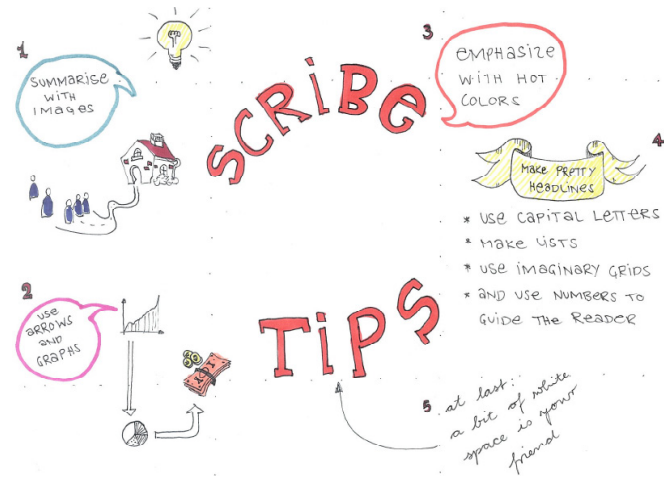 SCRIBE
TIPS
1
SUMMARISE
WITH
IMAGES
2
USE
ARROWS
AND
GRAPHS
3
EMPHASIZE
WITH HOT
COLORS
4
MAKE PRETTY
HEADLINES
* USE CAPITAL LETTERS
* MAKE LISTS
* USE IMAGINARY GRIDS
* AND USE NUMBERS TO
GUIDE THE READER
5
at last:
a bit of white
space is your
friend